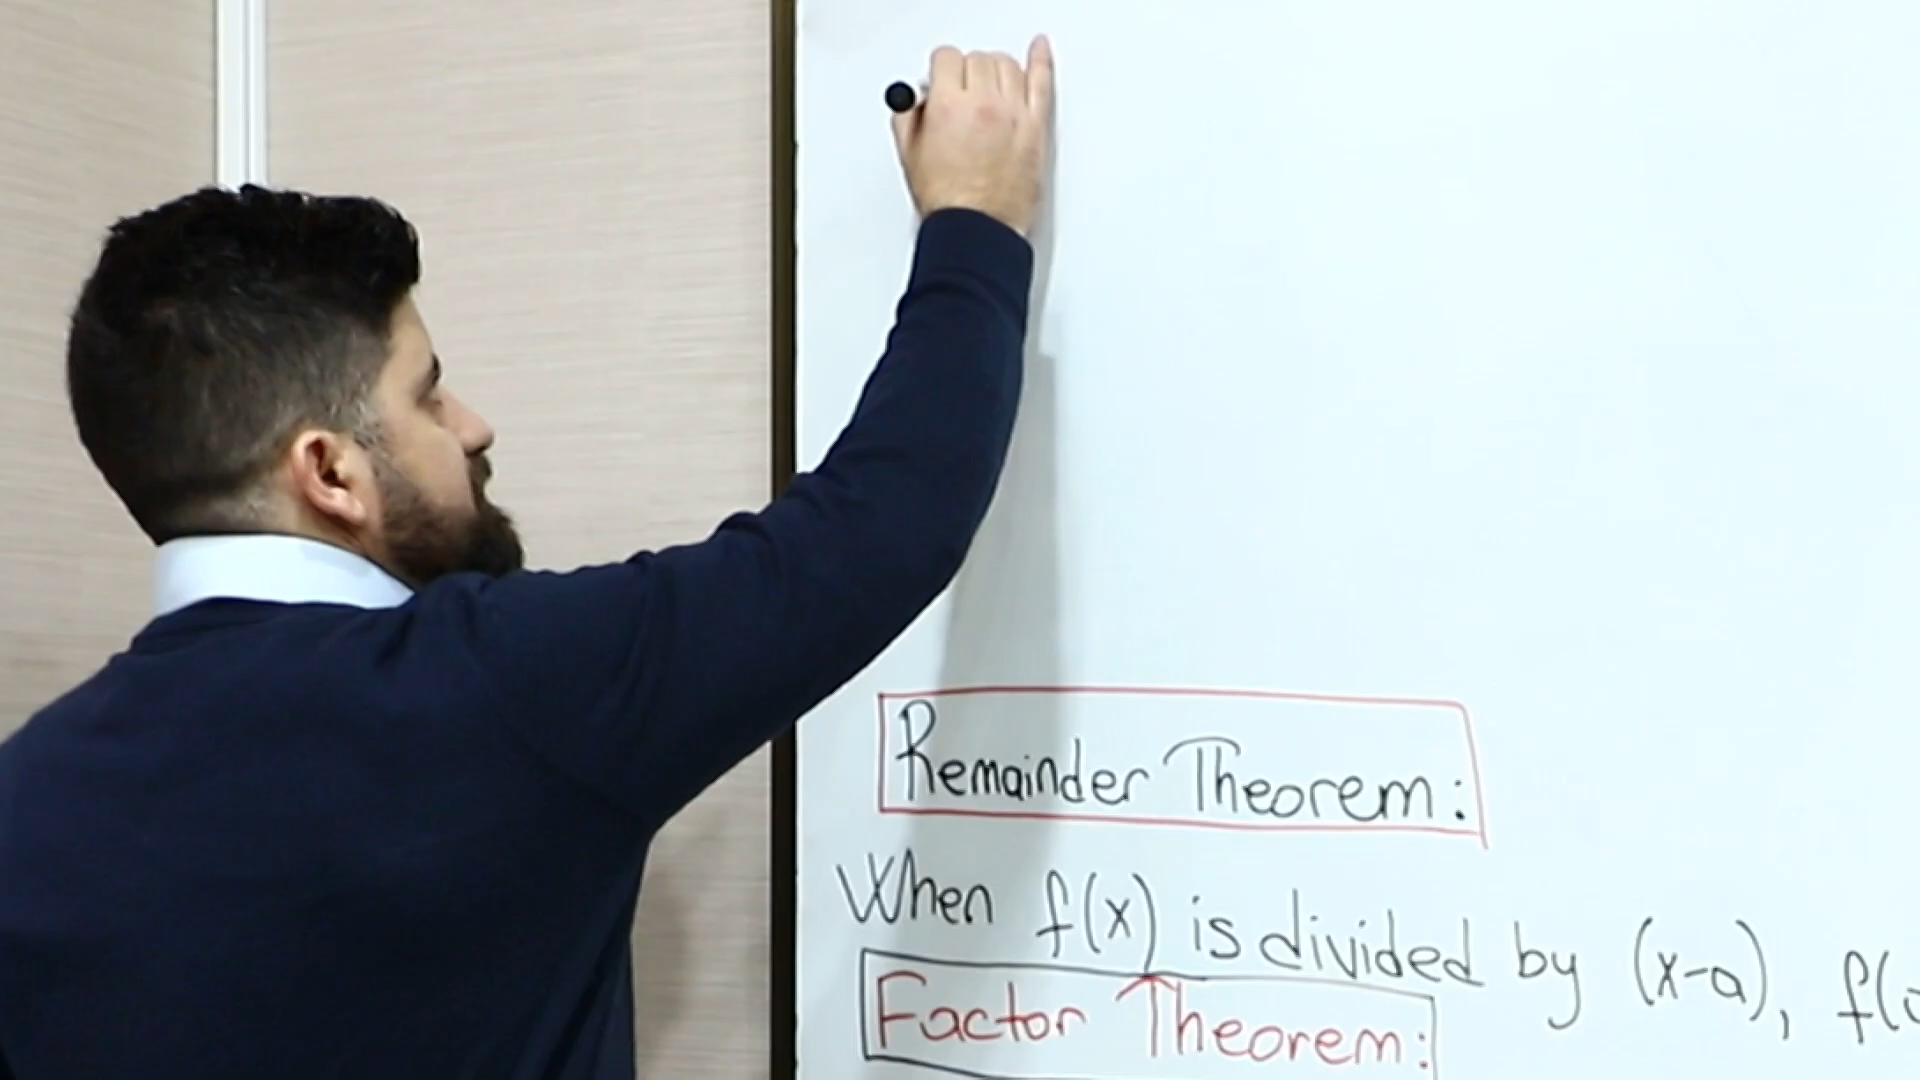 Remainder Theorem:
When f(x) is divided by (x-a), f(
Factor Theorem: